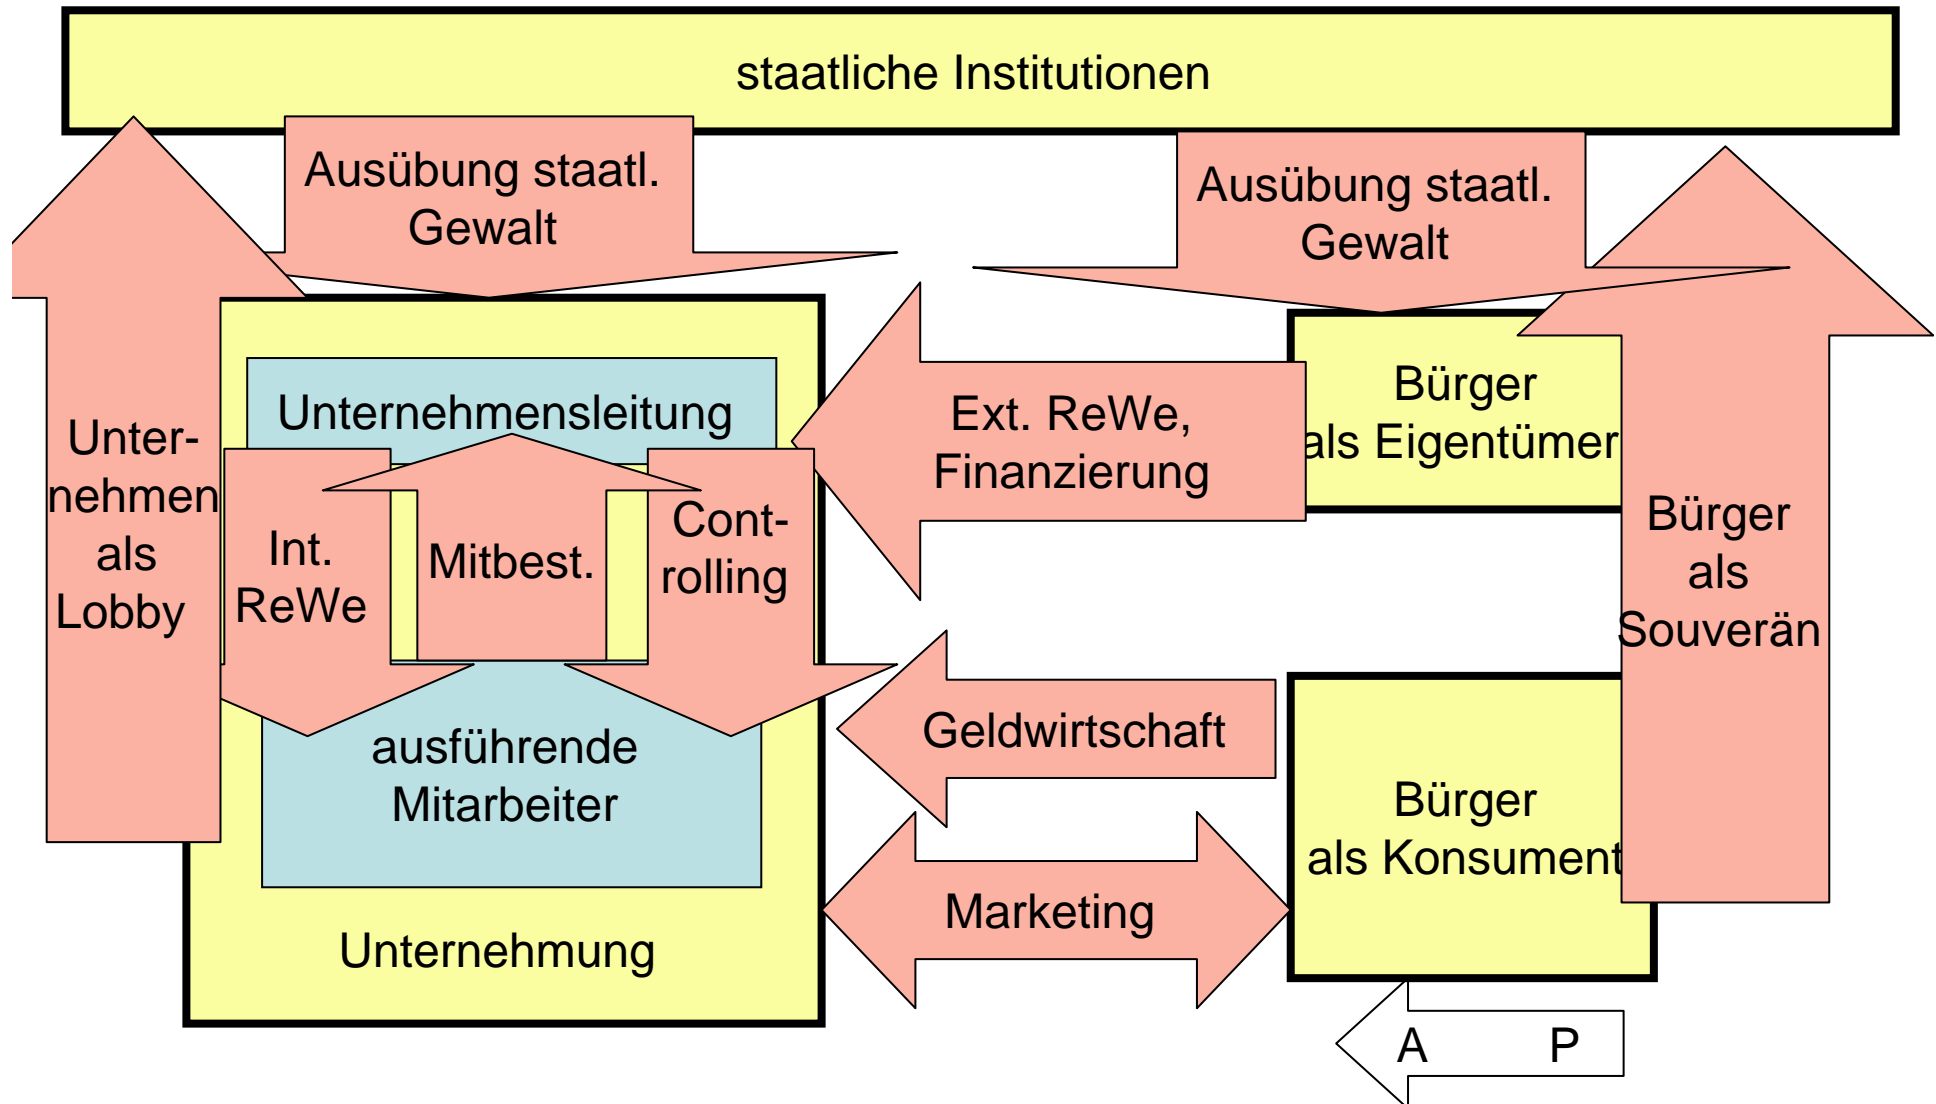 staatliche Institutionen
Ausübung staatl.
Gewalt
Ausübung staatl.
Gewalt
Unter-
nehmen
als
Lobby
Unternehmensleitung
Int.
ReWe
Mitbest.
Cont-
rolling
ausführende
Mitarbeiter
Unternehmung
Ext. ReWe,
Finanzierung
Geldwirtschaft
Marketing
Bürger
als Eigentümer
Bürger
als
Souverän
Bürger
als Konsument
A P